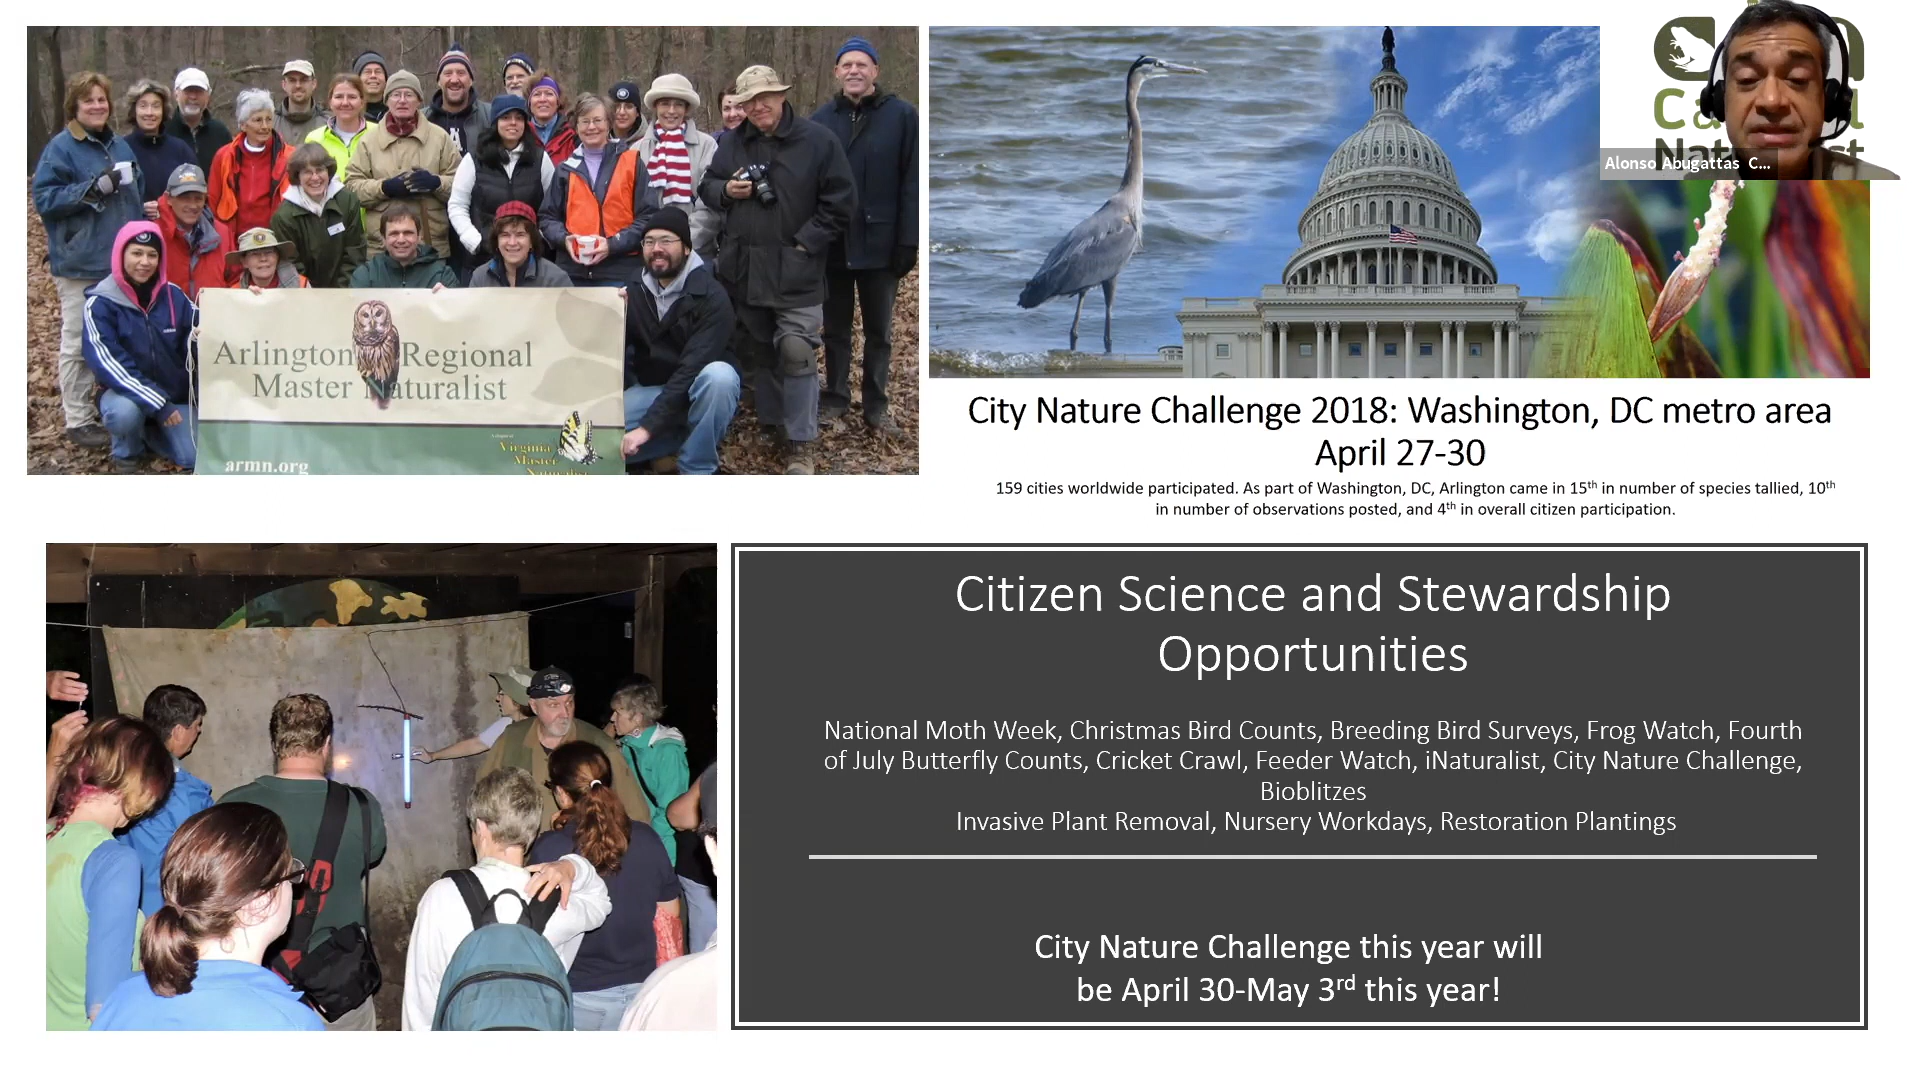 Arlington Regional
Master Naturalist
Virginia
Master
armn.org
Alonso Abugattas C...
City Nature Challenge 2018: Washington, DC metro area
April 27-30
159 cities worldwide participated. As part of Washington, DC, Arlington came in 15th in number of species tallied, 10th
in number of observations posted, and 4th in overall citizen participation.
Citizen Science and Stewardship
Opportunities
National Moth Week, Christmas Bird Counts, Breeding Bird Surveys, Frog Watch, Fourth
of July Butterfly Counts, Cricket Crawl, Feeder Watch, iNaturalist, City Nature Challenge,
Bioblitzes
Invasive Plant Removal, Nursery Workdays, Restoration Plantings
City Nature Challenge this year will
be April 30-May 3rd this year!